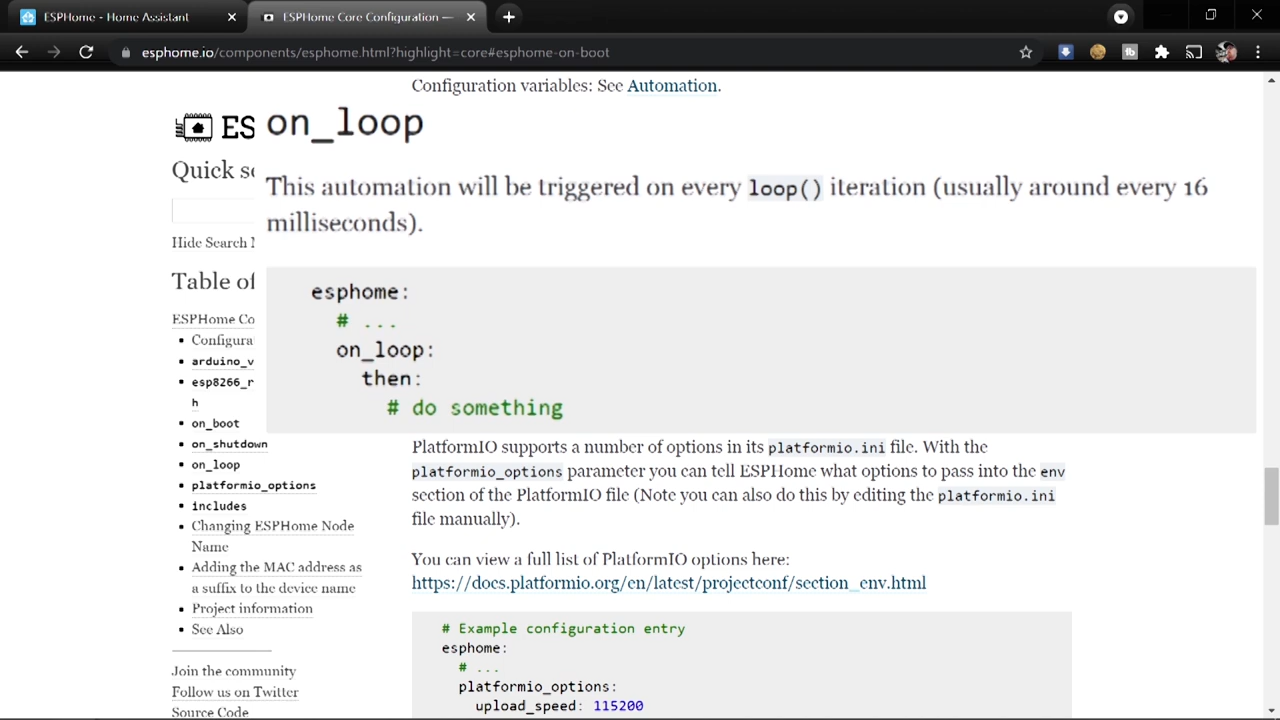 ESPHome - Home Assistant
ESPHome Core Configuration —
esphome.io/components/esphome.html?highlight=core#esphome-on-boot
Configuration variables: See Automation.
ES
on_loop
Quick s
This automation will be triggered on every loop() iteration (usually around every 16
milliseconds).
Hide Search
Table of
esphome:
# ...
on_loop:
then:
# do something
ESPHome Co
Configura
arduino_v
esp8266_r
h
on_boot
on_shutdown
on_loop
platformio_options
includes
Changing ESPHome Node
Name
Adding the MAC address as
a suffix to the device name
Project information
See Also
Join the community
Follow us on Twitter
Source Code
PlatformIO supports a number of options in its platformio.ini file. With the
platformio_options parameter you can tell ESPHome what options to pass into the env
section of the PlatformIO file (Note you can also do this by editing the platformio.ini
file manually).
You can view a full list of PlatformIO options here:
https://docs.platformio.org/en/latest/projectconf/section_env.html
# Example configuration entry
esphome:
# ...
platformio_options:
upload_speed: 115200